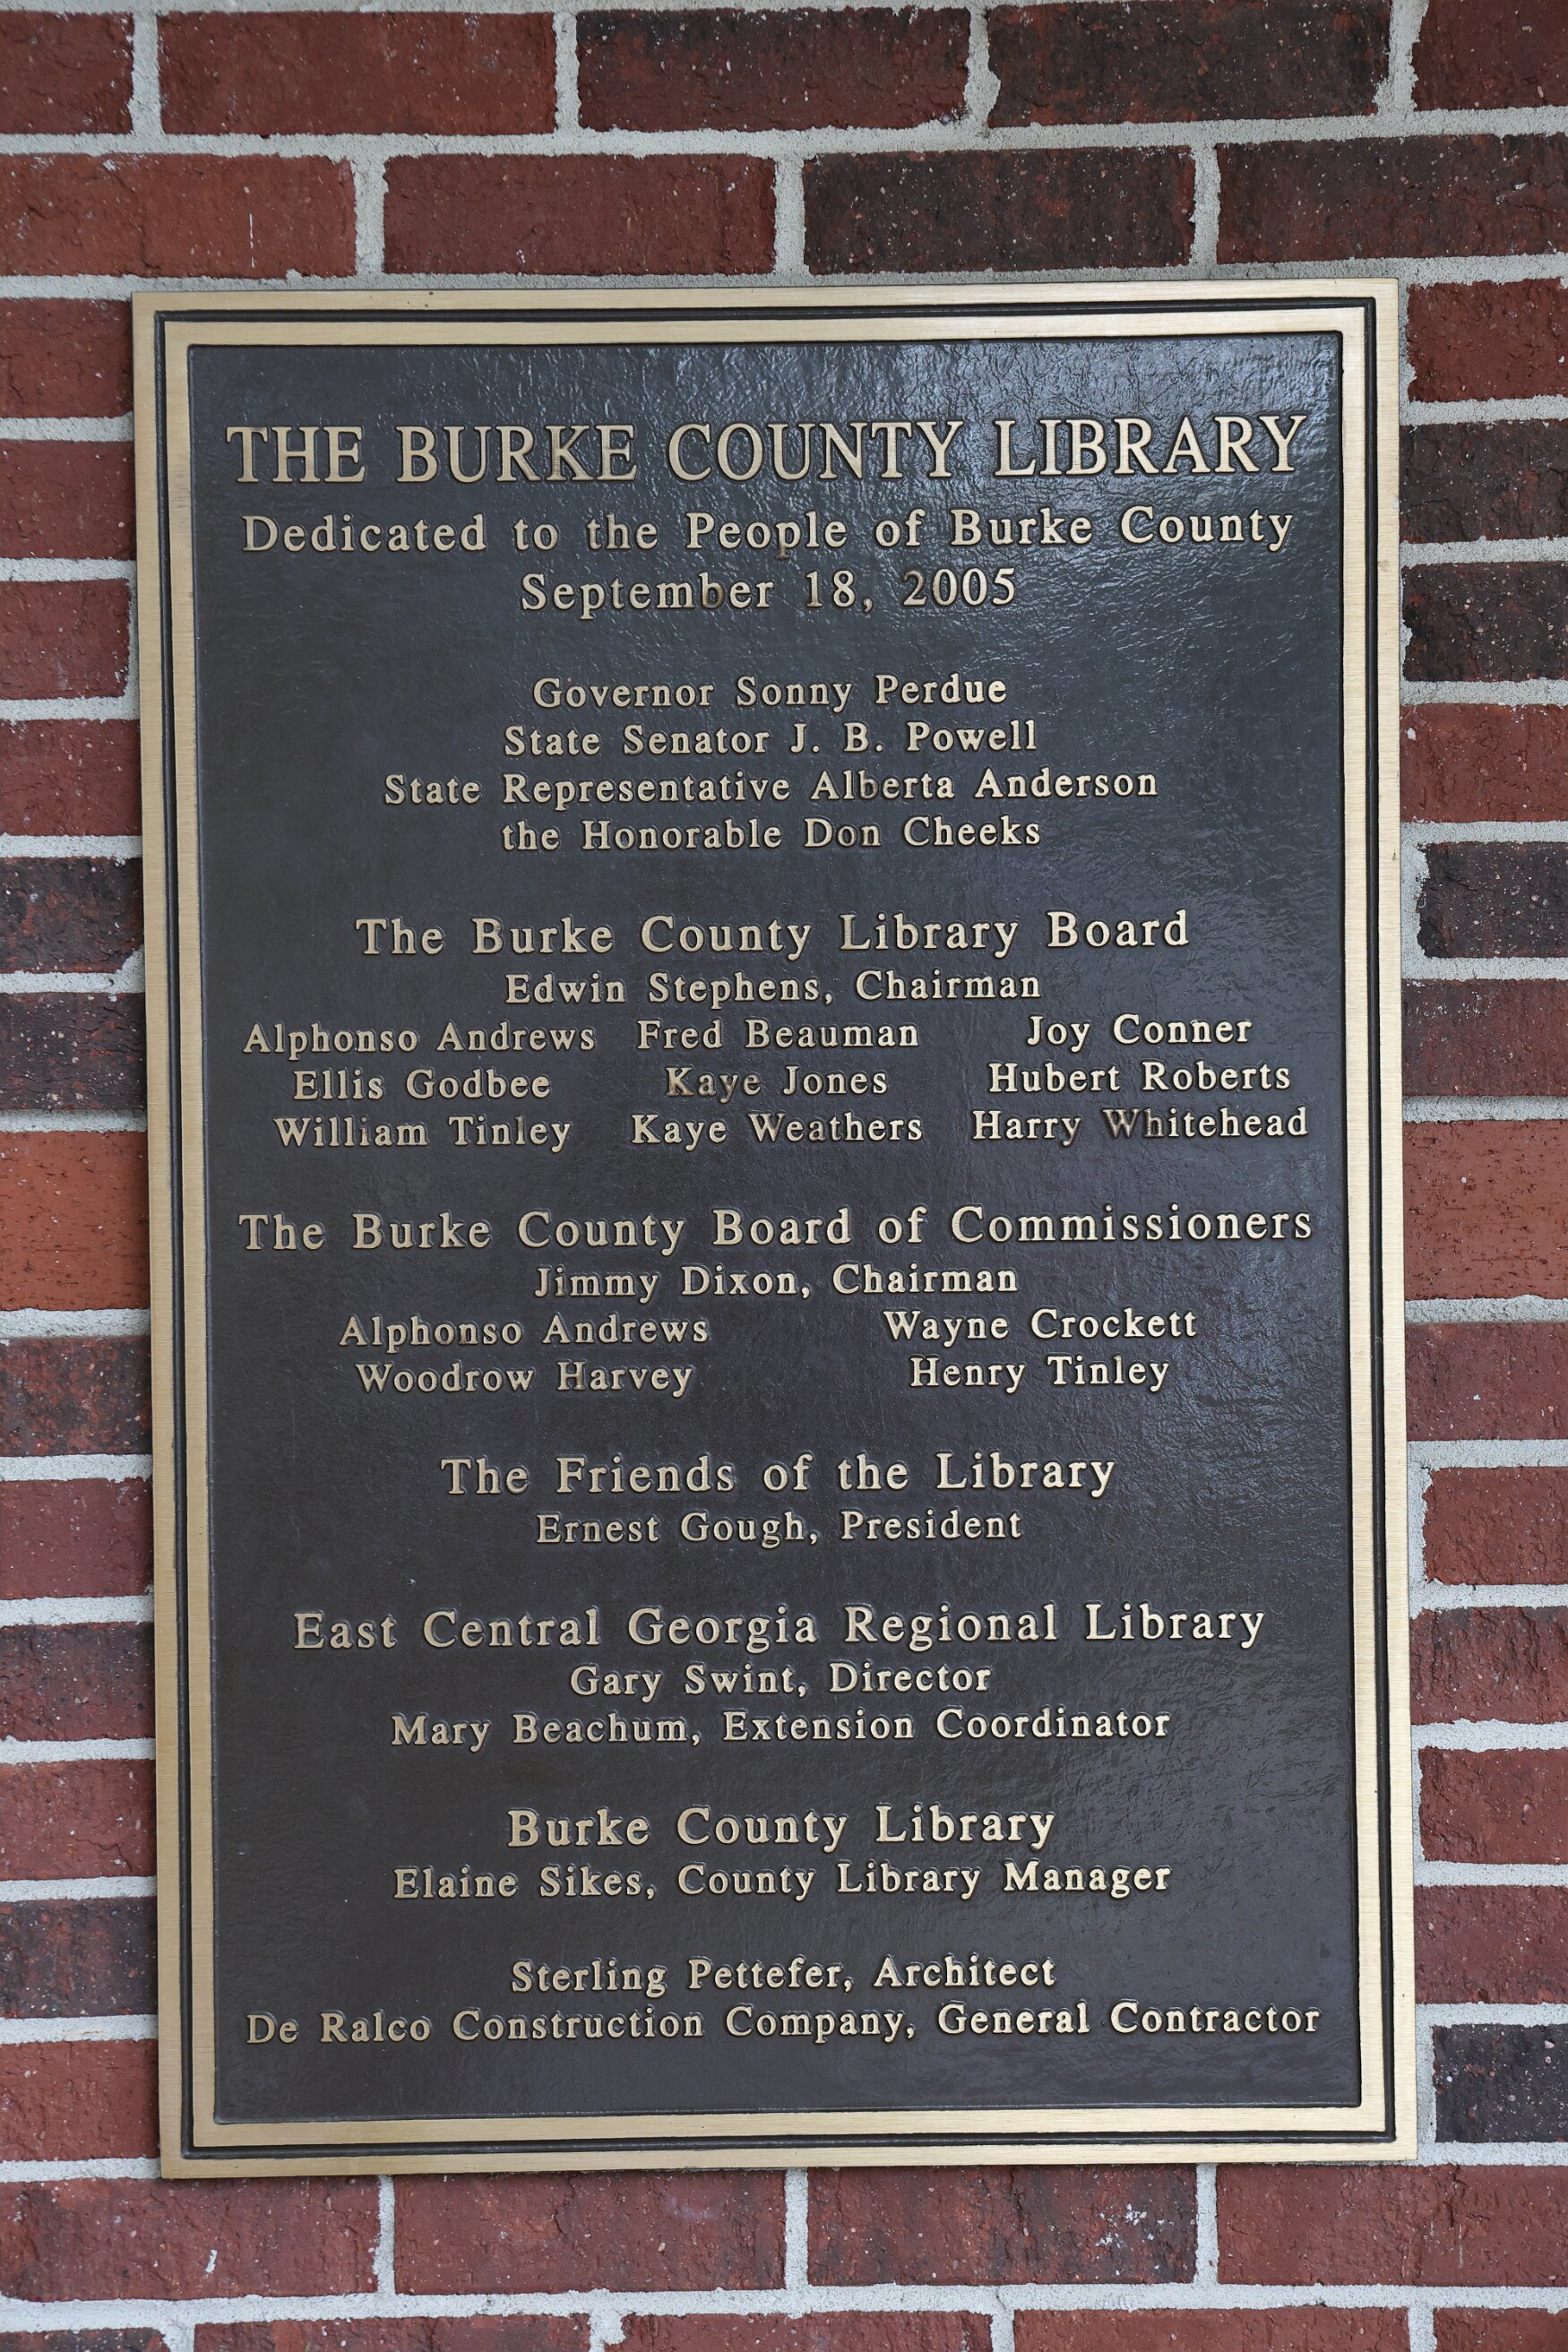 THE BURKE COUNTY LIBRARY
Dedicated to the People of Burke County
September 18, 2005
Governor Sonny Perdue
State Senator J. B. Powell
State Representative Alberta Anderson
the Honorable Don Cheeks
The Burke County Library Board
Edwin Stephens, Chairman
Alphonso Andrews Fred Beauman Joy Conner
Ellis Godbee Kaye Jones Hubert Roberts
William Tinley Kaye Weathers Harry Whitehead
The Burke County Board of Commissioners
Jimmy Dixon, Chairman
Alphonso Andrews Wayne Crockett
Woodrow Harvey Henry Tinley
The Friends of the Library
Ernest Gough, President
East Central Georgia Regional Library
Gary Swint, Director
Mary Beachum, Extension Coordinator
Burke County Library
Elaine Sikes, County Library Manager
Sterling Pettefer, Architect
De Ralco Construction Company, General Contractor